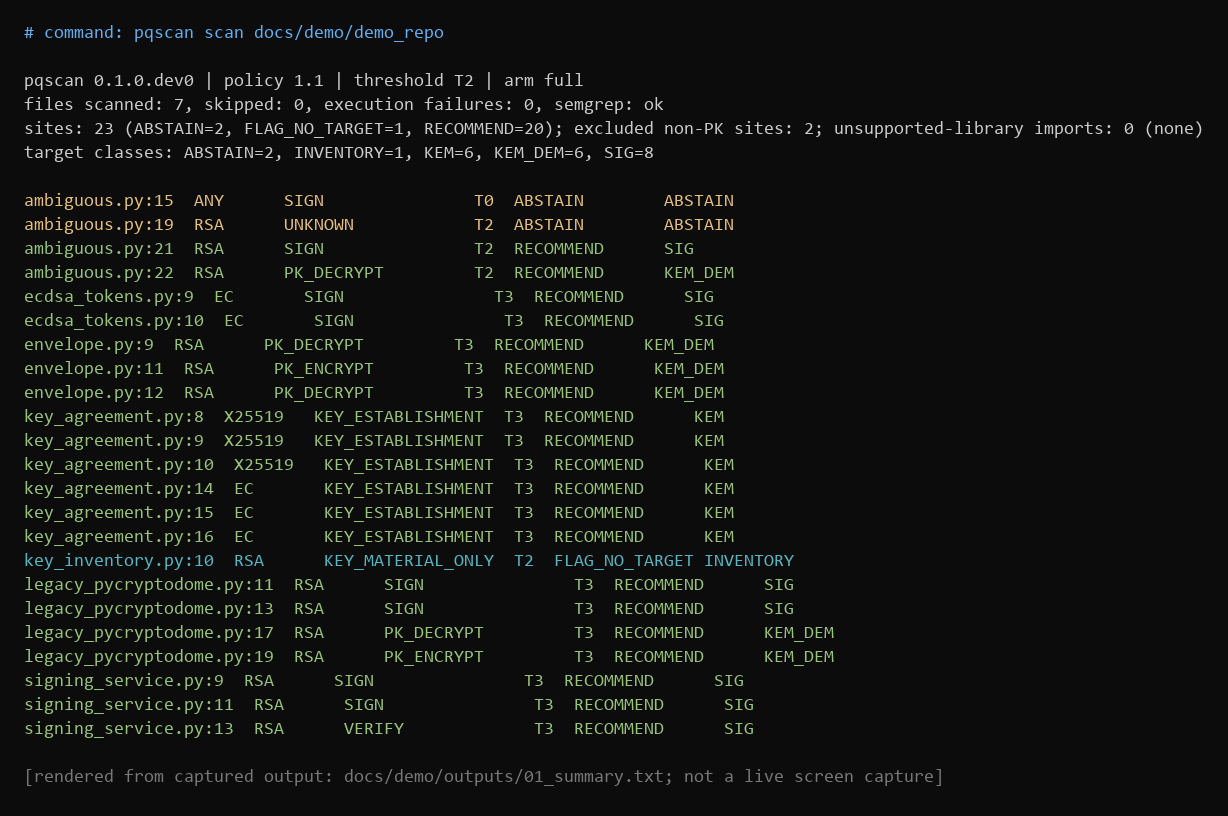 # command: pqscan scan docs/demo/demo_repo
pqscan 0.1.0.dev0 | policy 1.1 | threshold T2 | arm full
files scanned: 7, skipped: 0, execution failures: 0, semgrep: ok
sites: 23 (ABSTAIN=2, FLAG_NO_TARGET=1, RECOMMEND=20); excluded non-PK sites: 2; unsupported-library imports: 0 (none)
target classes: ABSTAIN=2, INVENTORY=1, KEM=6, KEM_DEM=6, SIG=8
ambiguous.py:15  ANY      SIGN               T0  ABSTAIN        ABSTAIN
ambiguous.py:19  RSA      UNKNOWN            T2  ABSTAIN        ABSTAIN
ambiguous.py:21  RSA      SIGN               T2  RECOMMEND      SIG
ambiguous.py:22  RSA      PK_DECRYPT         T2  RECOMMEND      KEM_DEM
ecdsa_tokens.py:9  EC       SIGN               T3  RECOMMEND      SIG
ecdsa_tokens.py:10  EC       SIGN               T3  RECOMMEND      SIG
envelope.py:9  RSA      PK_DECRYPT         T3  RECOMMEND      KEM_DEM
envelope.py:11  RSA      PK_ENCRYPT         T3  RECOMMEND      KEM_DEM
envelope.py:12  RSA      PK_DECRYPT         T3  RECOMMEND      KEM_DEM
key_agreement.py:8  X25519   KEY_ESTABLISHMENT  T3  RECOMMEND      KEM
key_agreement.py:9  X25519   KEY_ESTABLISHMENT  T3  RECOMMEND      KEM
key_agreement.py:10  X25519   KEY_ESTABLISHMENT  T3  RECOMMEND      KEM
key_agreement.py:14  EC       KEY_ESTABLISHMENT  T3  RECOMMEND      KEM
key_agreement.py:15  EC       KEY_ESTABLISHMENT  T3  RECOMMEND      KEM
key_agreement.py:16  EC       KEY_ESTABLISHMENT  T3  RECOMMEND      KEM
key_inventory.py:10  RSA      KEY_MATERIAL_ONLY  T2  FLAG_NO_TARGET INVENTORY
legacy_pycryptodome.py:11  RSA      SIGN               T3  RECOMMEND      SIG
legacy_pycryptodome.py:13  RSA      SIGN               T3  RECOMMEND      SIG
legacy_pycryptodome.py:17  RSA      PK_DECRYPT         T3  RECOMMEND      KEM_DEM
legacy_pycryptodome.py:19  RSA      PK_ENCRYPT         T3  RECOMMEND      KEM_DEM
signing_service.py:9  RSA      SIGN               T3  RECOMMEND      SIG
signing_service.py:11  RSA      SIGN               T3  RECOMMEND      SIG
signing_service.py:13  RSA      VERIFY             T3  RECOMMEND      SIG
[rendered from captured output: docs/demo/outputs/01_summary.txt; not a live screen capture]